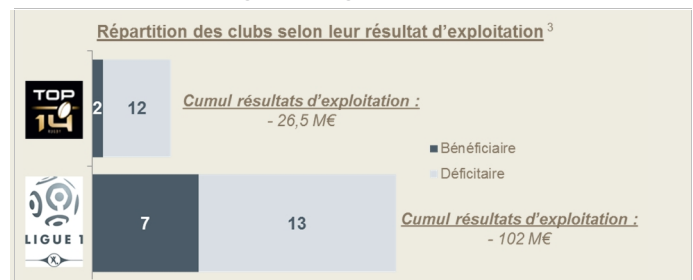 Répartition des clubs selon leur résultat d'exploitation 3
TOP
14
RUGBY
2
12
Cumul résultats d'exploitation :
- 26,5 M€
Bénéficiaire
Déficitaire
LIGUE 1
7
13
Cumul résultats d'exploitation :
- 102 M€